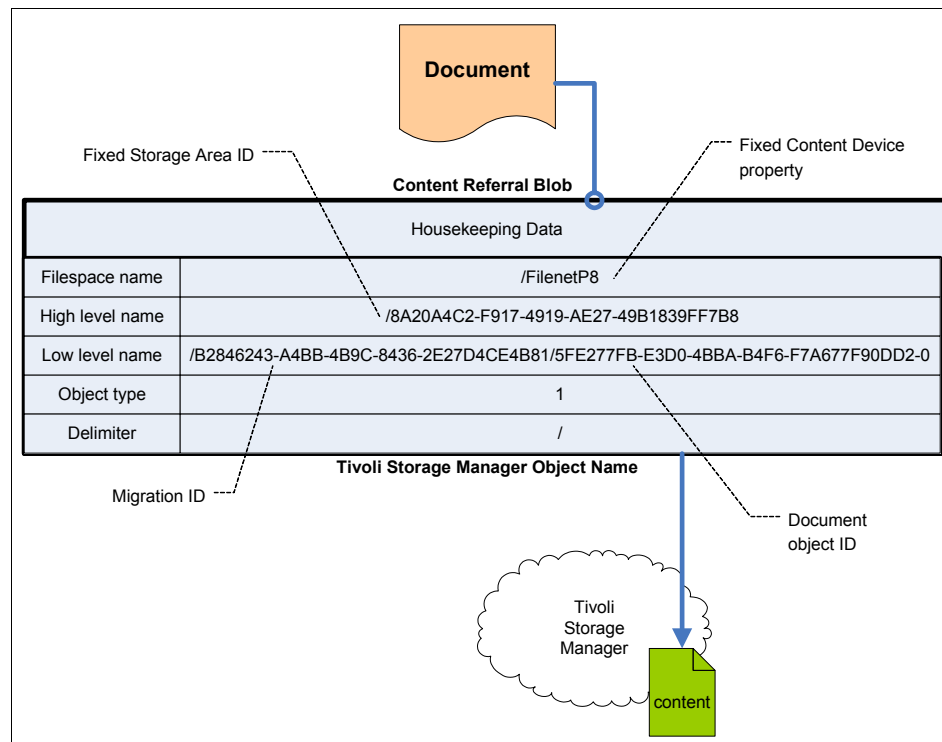 Document
Fixed Storage Area ID
Fixed Content Device
property
Content Referral Blob
Housekeeping Data
Filespace name /FilenetP8
High level name /8A20A4C2-F917-4919-AE27-49B1839FF7B8
Low level name /B2846243-A4BB-4B9C-8436-2E27D4CE4B81/5FE277FB-E3D0-4BBA-B4F6-F7A677F90DD2-0
Object type 1
Delimiter /
Tivoli Storage Manager Object Name
Migration ID
Document
object ID
Tivoli
Storage
Manager
content